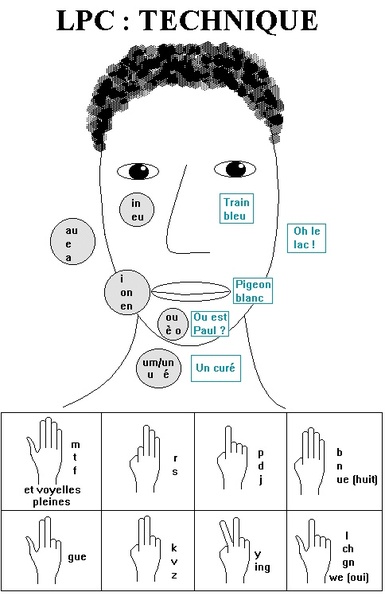 LPC : TECHNIQUE
in
eu
Train
bleu
au
e
a
Oh le
lac !
i
on
en
Pigeon
blanc
ou
è o
Ou est
Paul ?
um/un
u é
Un curé
m
t
f
et voyelles
pleines
r
s
p
d
j
b
n
ue (huit)
gue
k
v
z
y
ing
l
ch
gn
we (oui)